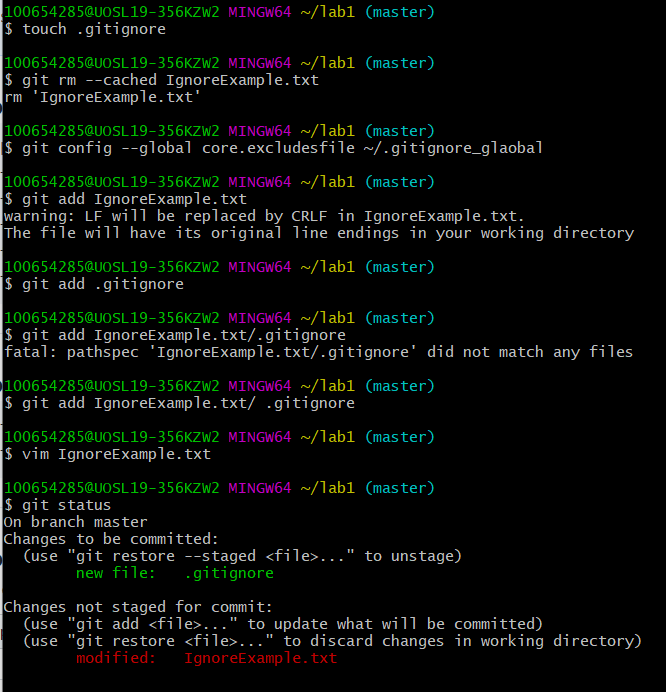 100654285@UOSL19-356KZW2 MINGW64 ~/lab1 (master)
$ touch .gitignore
100654285@UOSL19-356KZW2 MINGW64 ~/lab1 (master)
$ git rm --cached IgnoreExample.txt
rm 'IgnoreExample.txt'
100654285@UOSL19-356KZW2 MINGW64 ~/lab1 (master)
$ git config --global core.excludesfile ~/.gitignore_glaobal
100654285@UOSL19-356KZW2 MINGW64 ~/lab1 (master)
$ git add IgnoreExample.txt
warning: LF will be replaced by CRLF in IgnoreExample.txt.
The file will have its original line endings in your working directory
100654285@UOSL19-356KZW2 MINGW64 ~/lab1 (master)
$ git add .gitignore
100654285@UOSL19-356KZW2 MINGW64 ~/lab1 (master)
$ git add IgnoreExample.txt/.gitignore
fatal: pathspec 'IgnoreExample.txt/.gitignore' did not match any files
100654285@UOSL19-356KZW2 MINGW64 ~/lab1 (master)
$ git add IgnoreExample.txt/ .gitignore
100654285@UOSL19-356KZW2 MINGW64 ~/lab1 (master)
$ vim IgnoreExample.txt
100654285@UOSL19-356KZW2 MINGW64 ~/lab1 (master)
$ git status
On branch master
Changes to be committed:
  (use "git restore --staged <file>..." to unstage)
        new file:   .gitignore
Changes not staged for commit:
  (use "git add <file>..." to update what will be committed)
  (use "git restore <file>..." to discard changes in working directory)
        modified:   IgnoreExample.txt